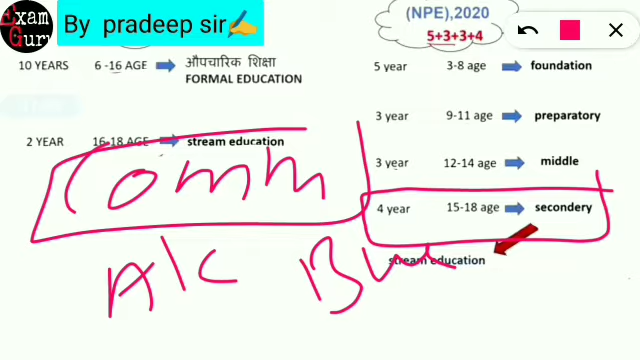 Exam
Guru
By pradeep sir✍️
(NPE),2020
5+3+3+4
10 YEARS 6 -16 AGE औपचारिक शिक्षा
FORMAL EDUCATION
2 YEAR 16-18 AGE stream education
5 year 3-8 age foundation
3 year 9-11 age preparatory
3 year 12-14 age middle
4 year 15-18 age secondery
stream education
Comm
A/C